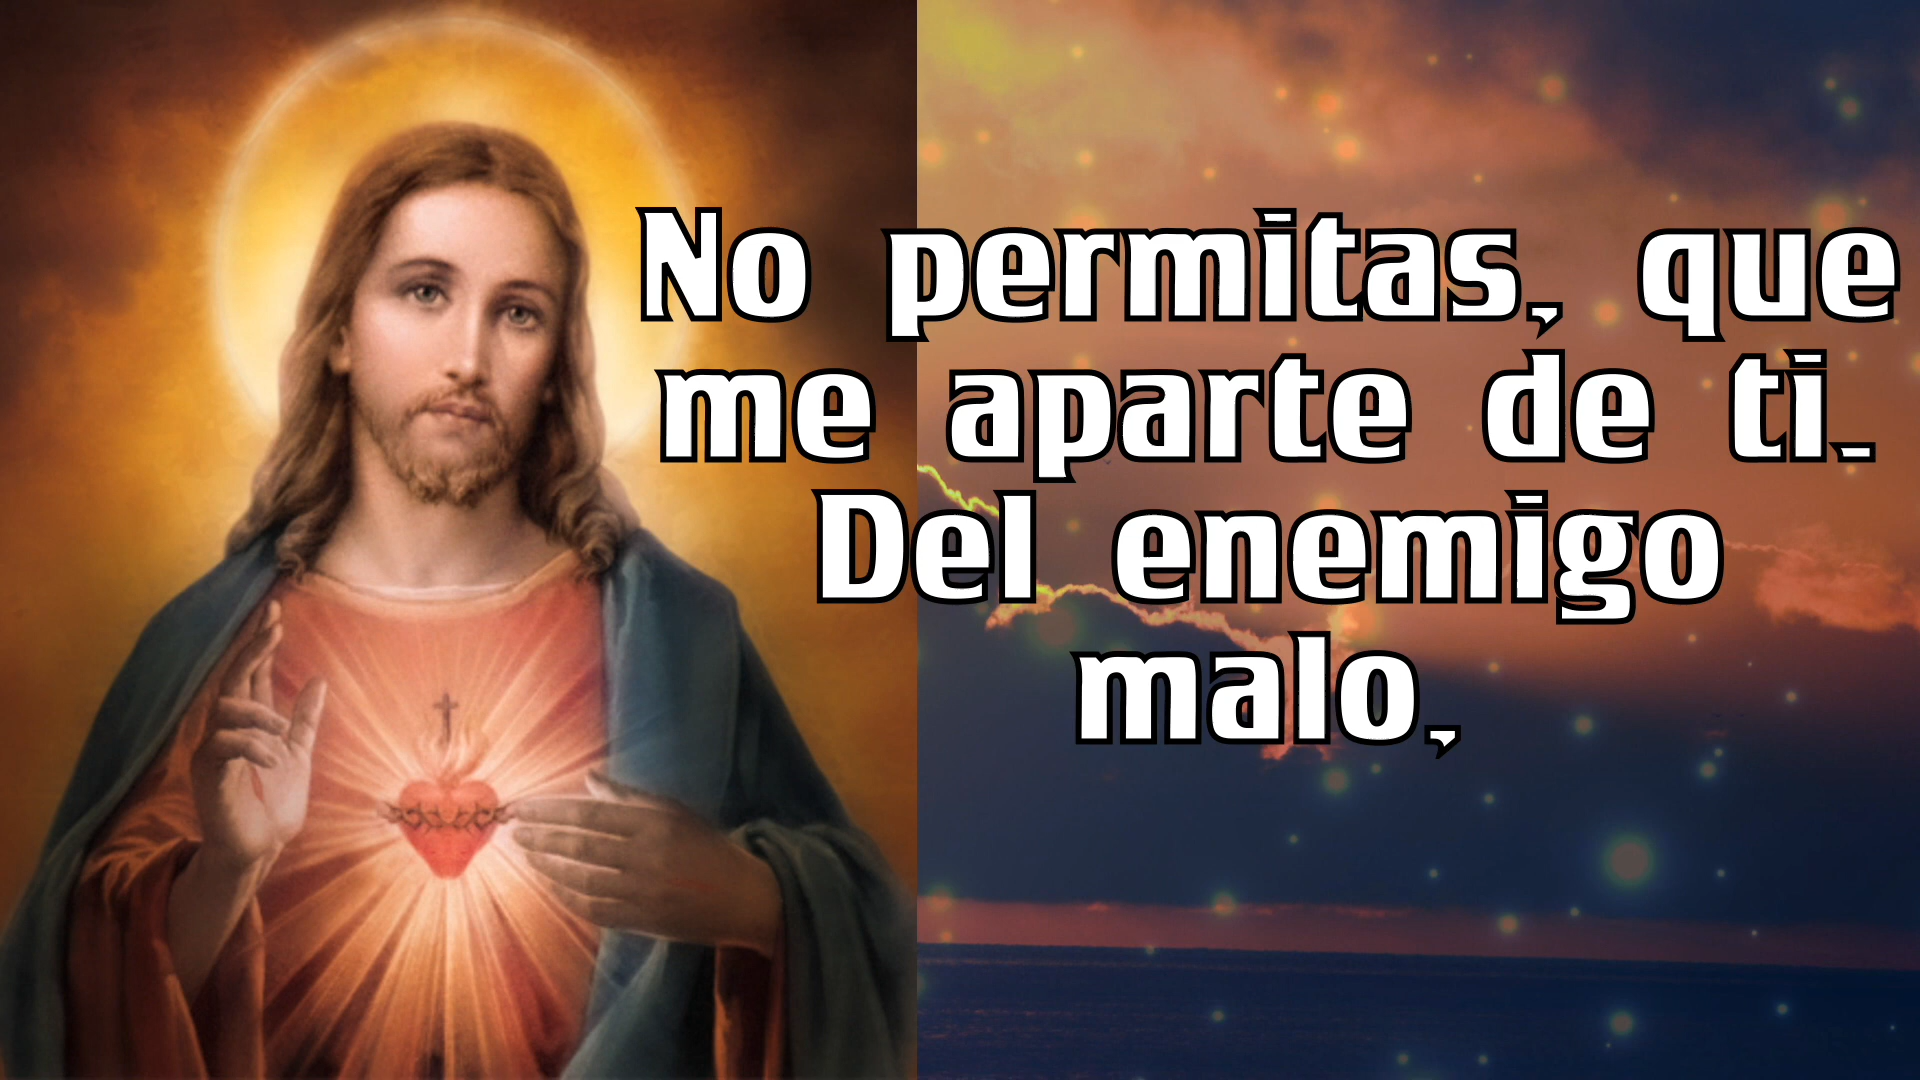 No permitas, que
me aparte de ti.
Del enemigo
malo,